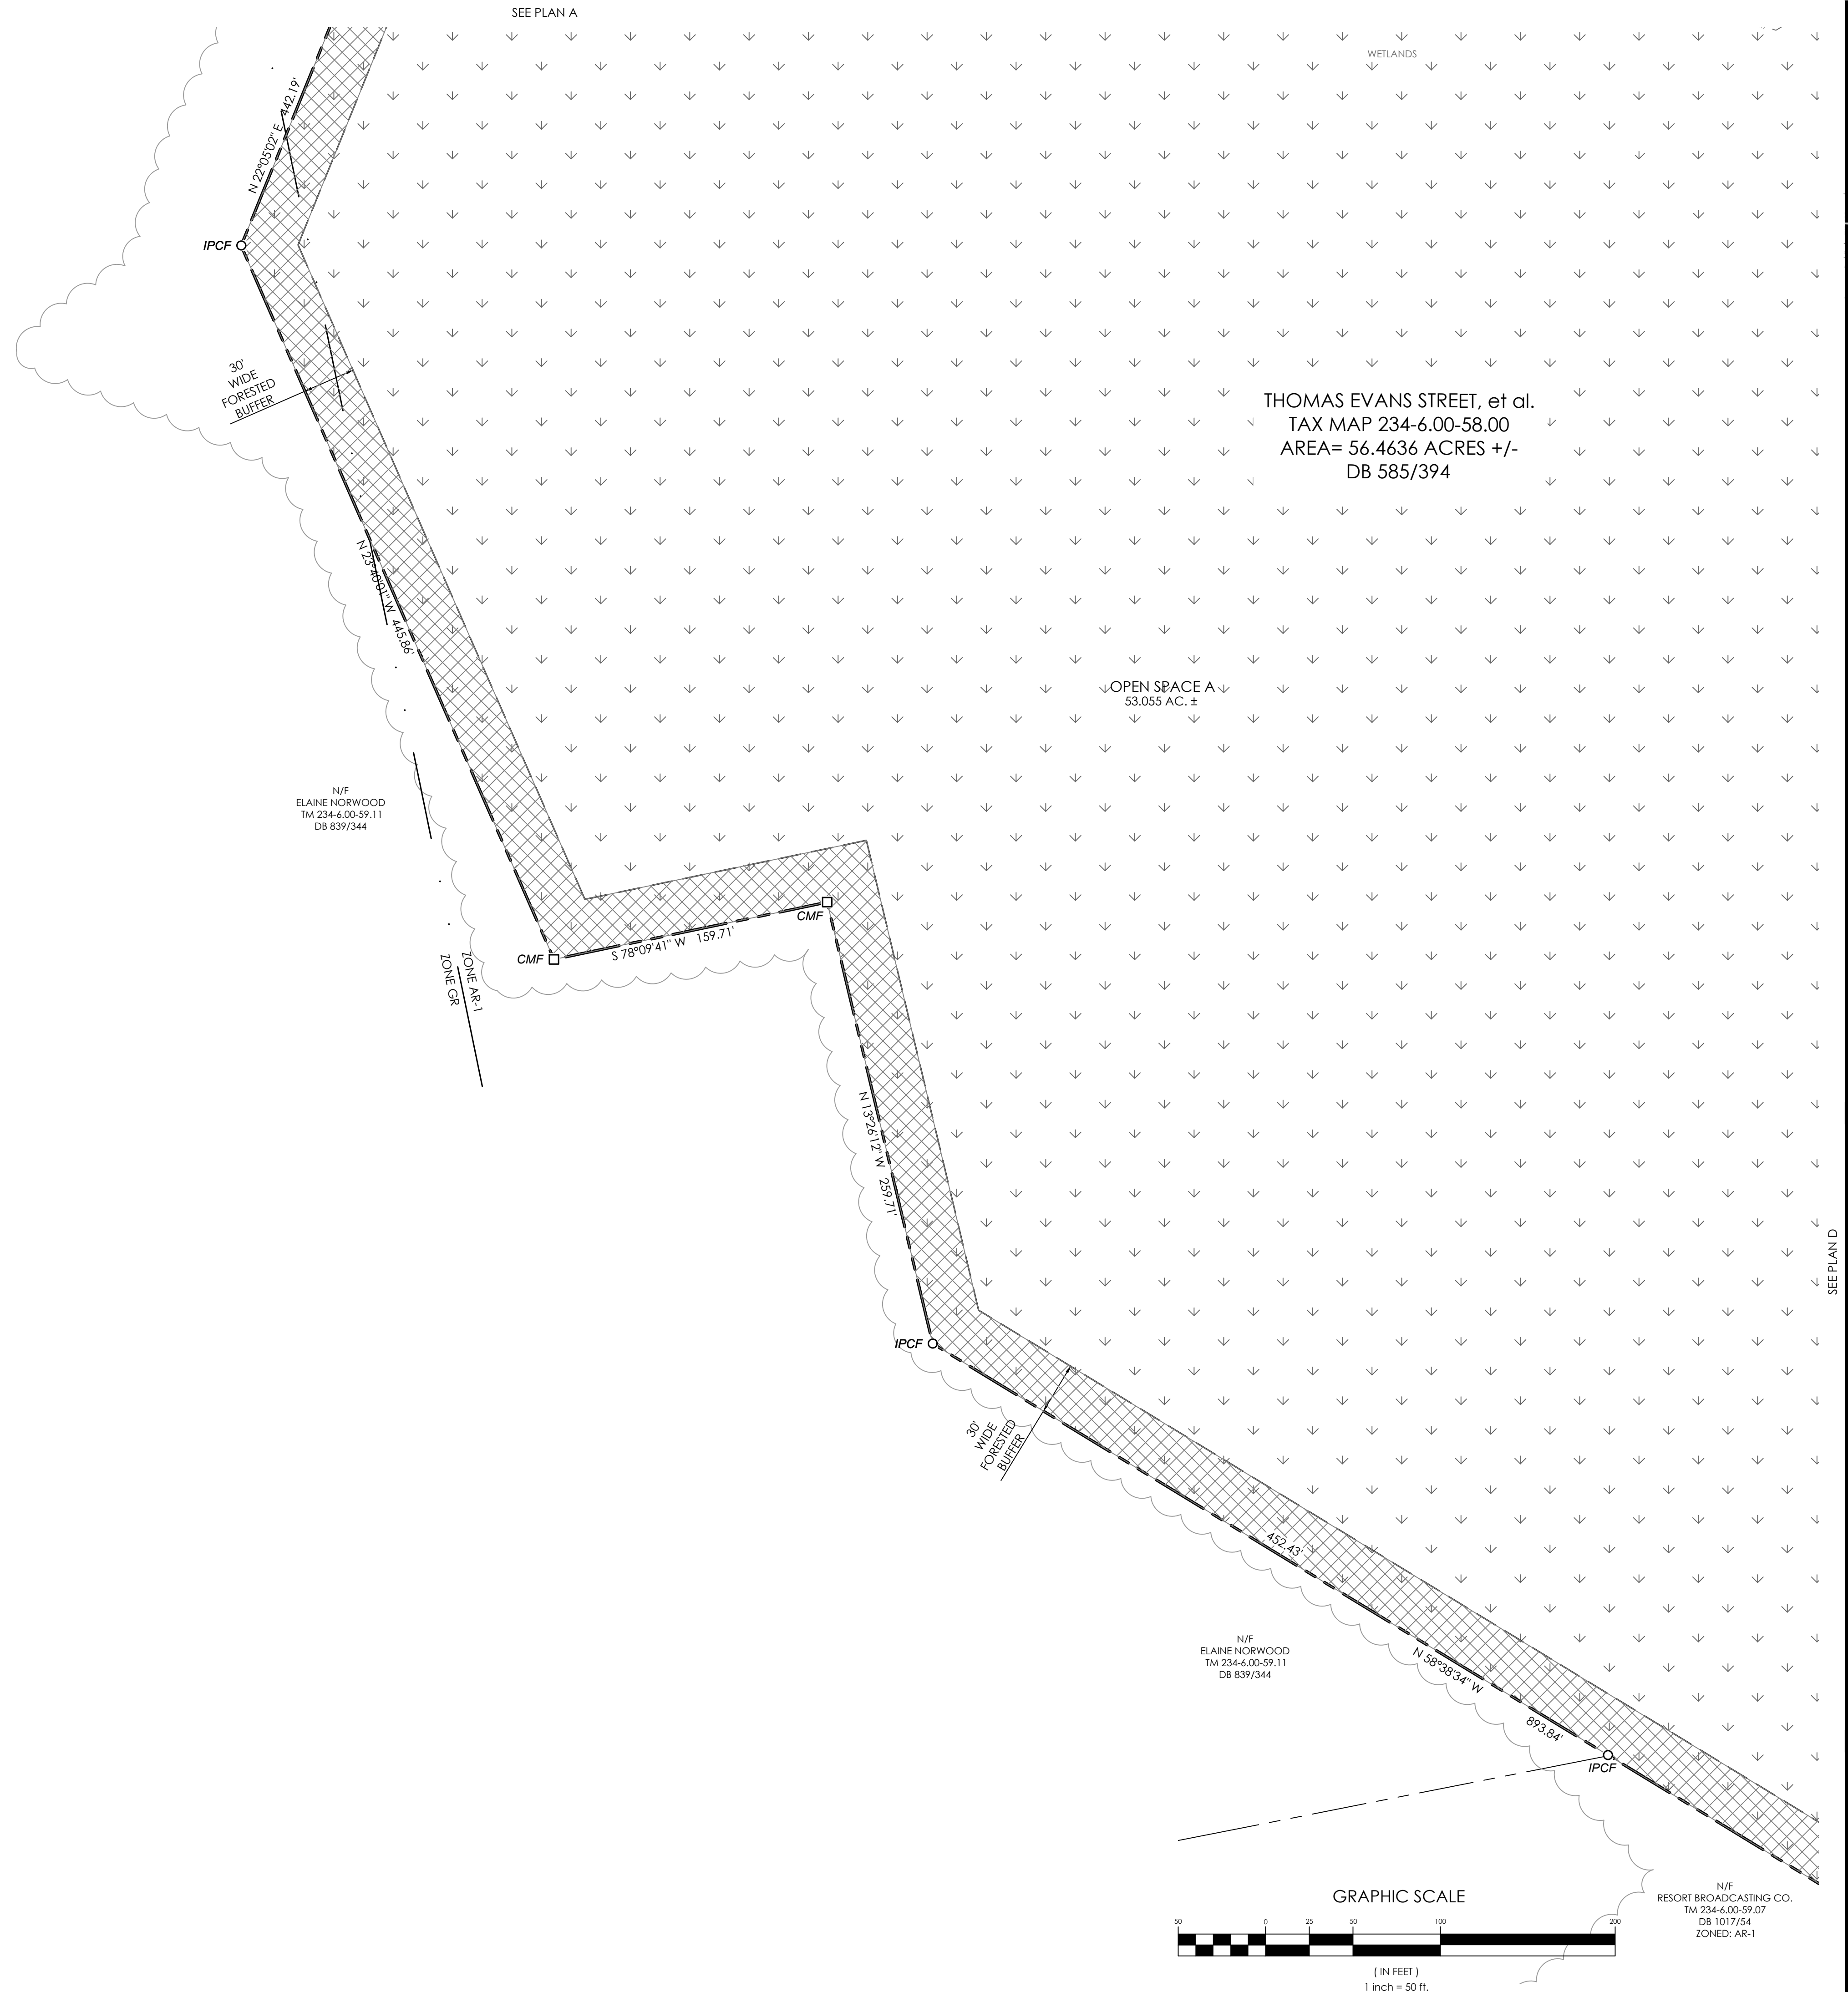 SEE PLAN A
WETLANDS
N 22°05'02" E 442.19'
IPCF
30'
WIDE
FORESTED
BUFFER
THOMAS EVANS STREET, et al.
TAX MAP 234-6.00-58.00
AREA= 56.4636 ACRES +/-
DB 585/394
N 23°40'01" W 445.86'
OPEN SPACE A
53.055 AC. ±
N/F
ELAINE NORWOOD
TM 234-6.00-59.11
DB 839/344
CMF
S 78°09'41" W 159.71'
CMF
ZONE AR-1
ZONE GR
N 13°26'12" W 259.71'
SEE PLAN D
IPCF
30'
WIDE
FORESTED
BUFFER
452.43'
N/F
ELAINE NORWOOD
TM 234-6.00-59.11
DB 839/344
N 58°38'34" W
893.84'
IPCF
N/F
RESORT BROADCASTING CO.
TM 234-6.00-59.07
DB 1017/54
ZONED: AR-1
GRAPHIC SCALE
50 0 25 50 100 200
( IN FEET )
1 inch = 50 ft.